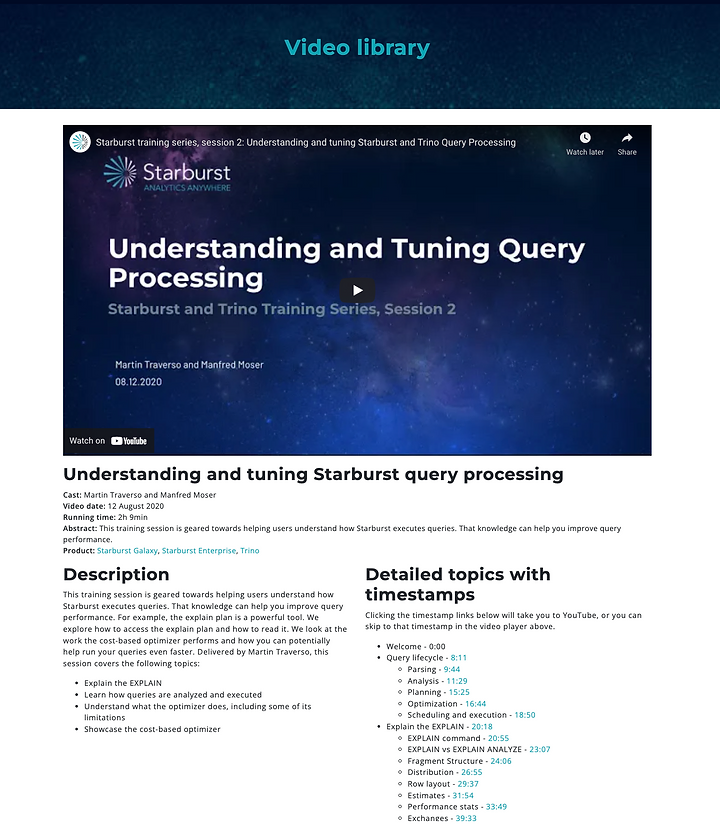 Video library
Starburst training series, session 2: Understanding and tuning Starburst and Trino Query Processing
Watch later
Share
Starburst
ANALYTICS ANYWHERE
Understanding and Tuning Query
Processing
Starburst and Trino Training Series, Session 2
Martin Traverso and Manfred Moser
08.12.2020
Watch on YouTube
Understanding and tuning Starburst query processing
Cast: Martin Traverso and Manfred Moser
Video date: 12 August 2020
Running time: 2h 9min
Abstract: This training session is geared towards helping users understand how Starburst executes queries. That knowledge can help you improve query
performance.
Product: Starburst Galaxy, Starburst Enterprise, Trino
Description
This training session is geared towards helping users understand how
Starburst executes queries. That knowledge can help you improve query
performance. For example, the explain plan is a powerful tool. We
explore how to access the explain plan and how to read it. We look at the
work the cost-based optimizer performs and how you can potentially
help run your queries even faster. Delivered by Martin Traverso, this
session covers the following topics:
• Explain the EXPLAIN
• Learn how queries are analyzed and executed
• Understand what the optimizer does, including some of its
limitations
• Showcase the cost-based optimizer
Detailed topics with
timestamps
Clicking the timestamp links below will take you to YouTube, or you can
skip to that timestamp in the video player above.
• Welcome - 0:00
• Query lifecycle - 8:11
◦ Parsing - 9:44
◦ Analysis - 11:29
◦ Planning - 15:25
◦ Optimization - 16:44
◦ Scheduling and execution - 18:50
• Explain the EXPLAIN - 20:18
◦ EXPLAIN command - 20:55
◦ EXPLAIN vs EXPLAIN ANALYZE - 23:07
◦ Fragment Structure - 24:06
◦ Distribution - 26:55
◦ Row layout - 29:37
◦ Estimates - 31:54
◦ Performance stats - 33:49
◦ Exchanges - 39:33